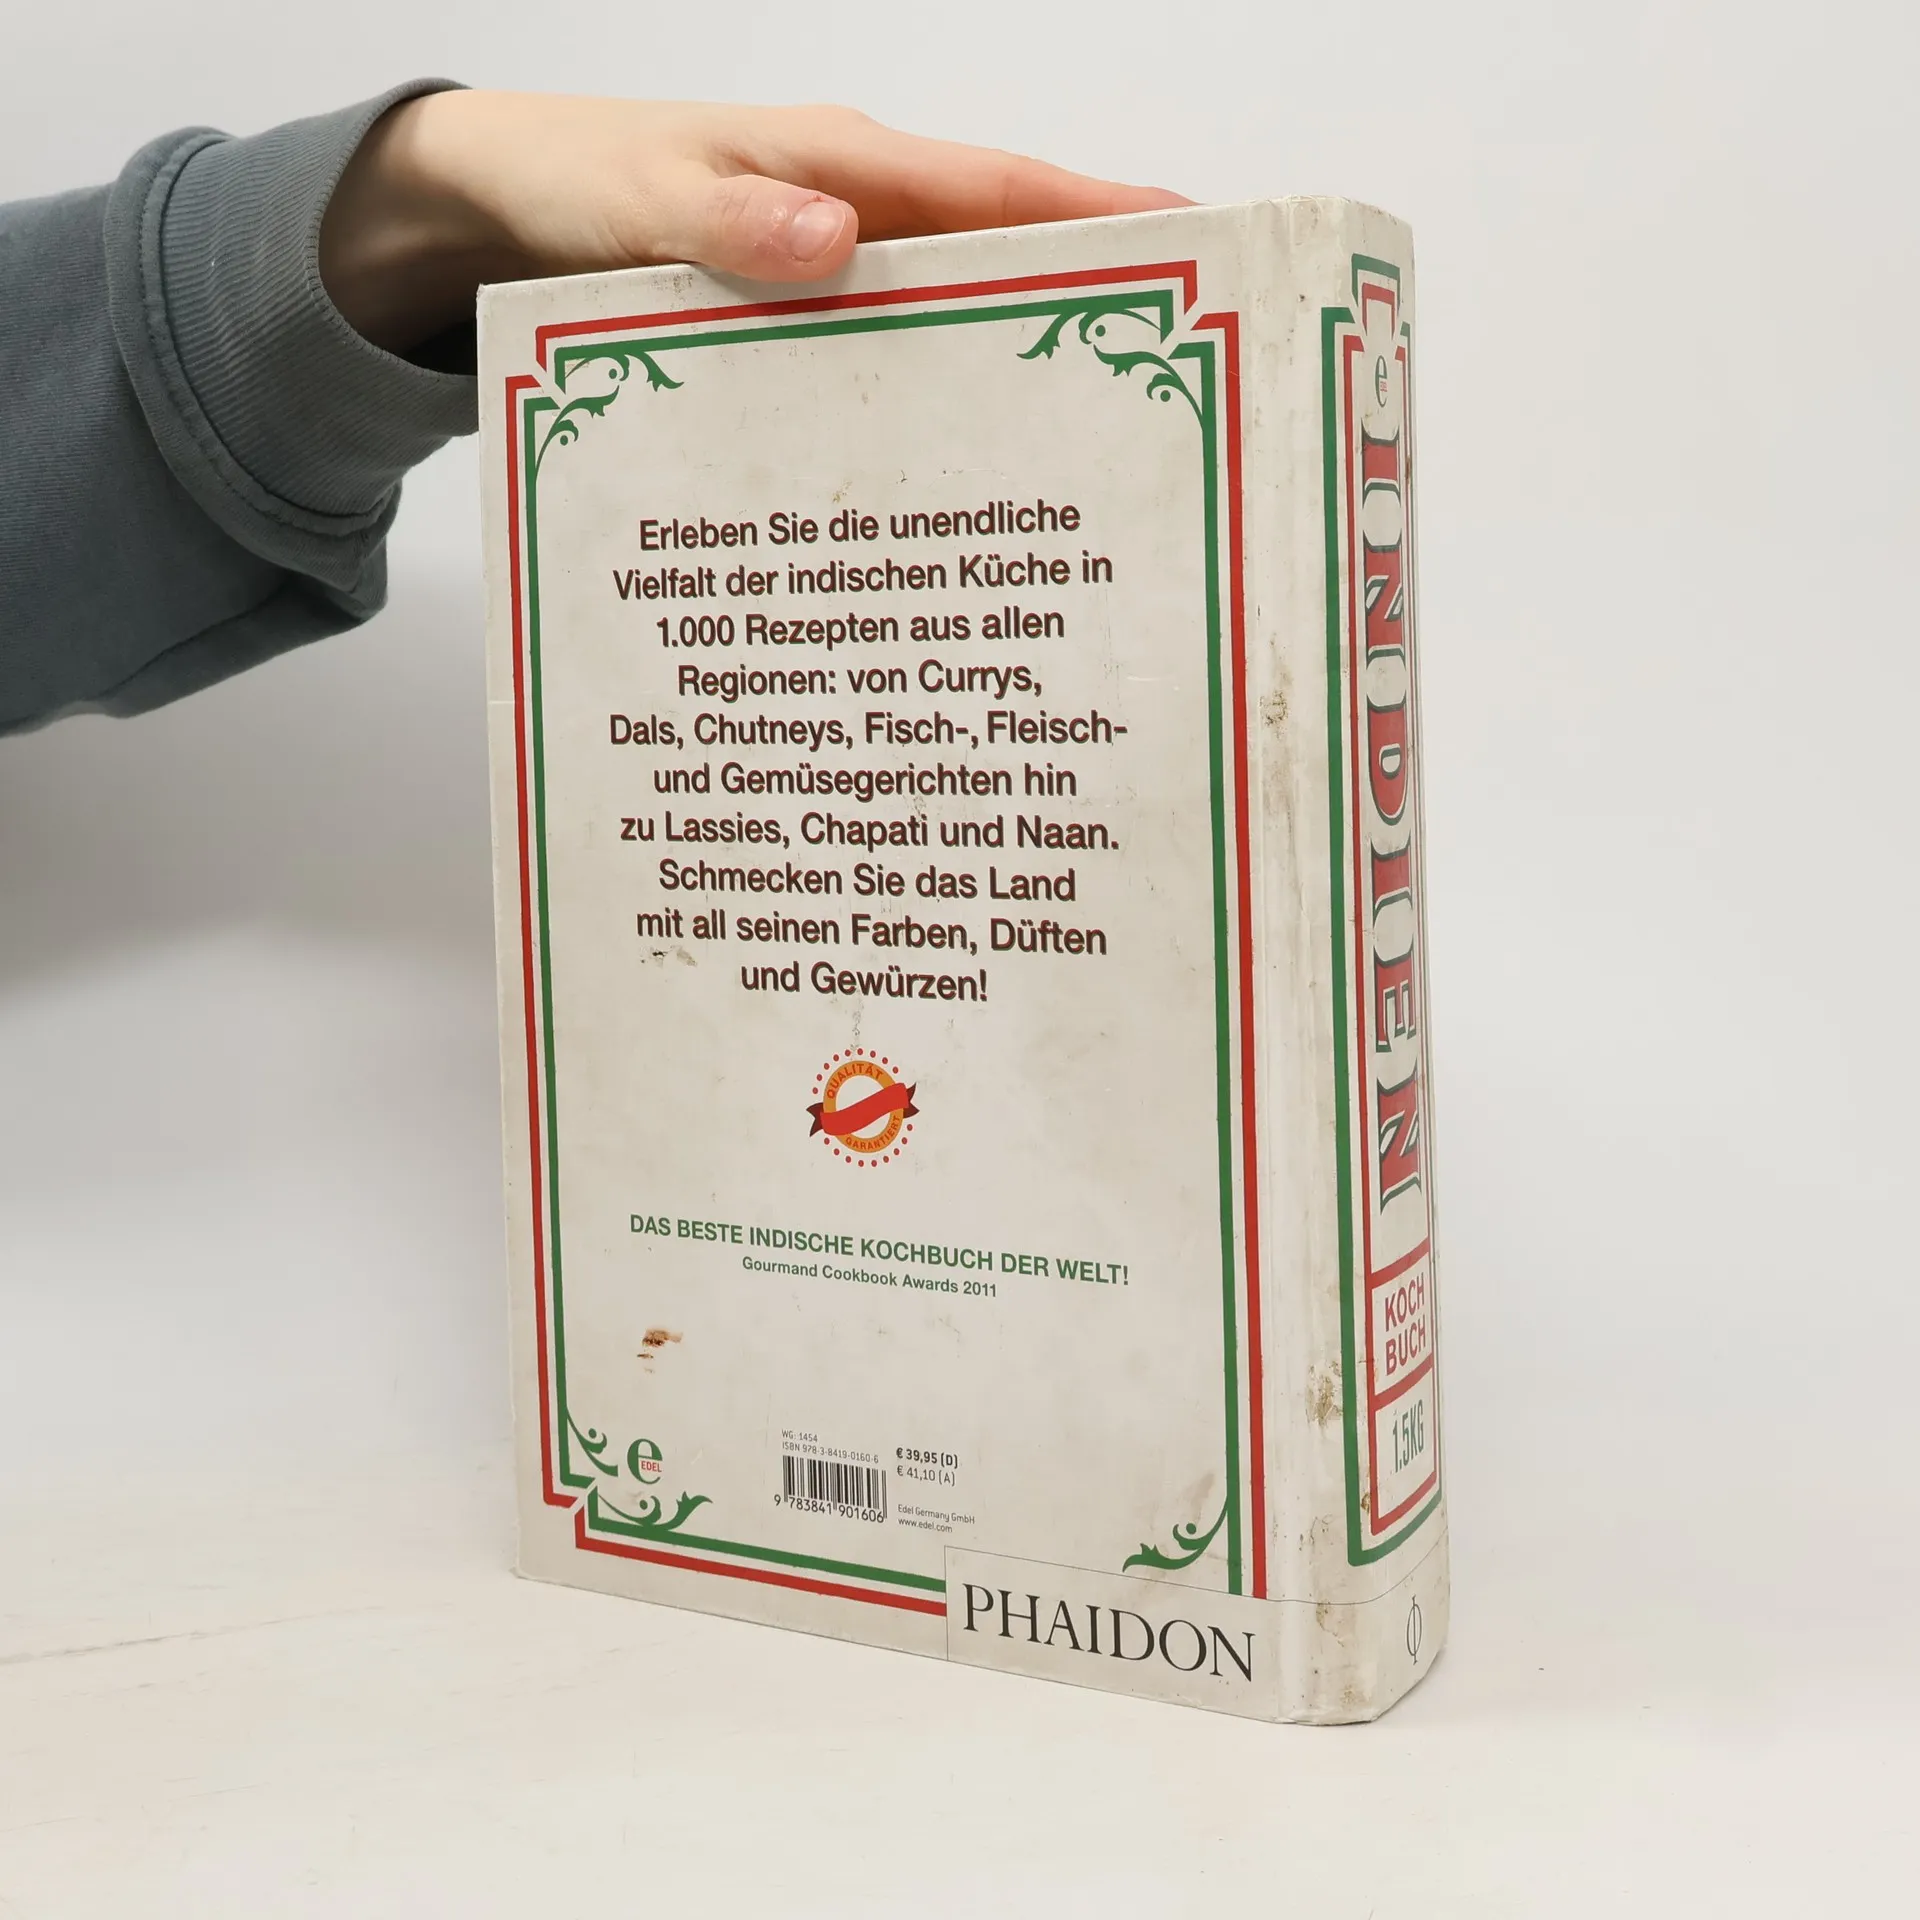 Erleben Sie die unendliche
Vielfalt der indischen Küche in
1.000 Rezepten aus allen
Regionen: von Currys,
Dals, Chutneys, Fisch-, Fleisch-
und Gemüsegerichten hin
zu Lassies, Chapati und Naan.
Schmecken Sie das Land
mit all seinen Farben, Düften
und Gewürzen!
QUALITÄT
GARANTIERT
DAS BESTE INDISCHE KOCHBUCH DER WELT!
Gourmand Cookbook Awards 2011
e
EDEL
WG: 1454
ISBN 978-3-8419-0160-6
9 783841 901606
€ 39,95 (D)
€ 41,10 (A)
Edel Germany GmbH
www.edel.com
PHAIDON
e
EDEL
INDIEN
KOCH
BUCH
1.5KG